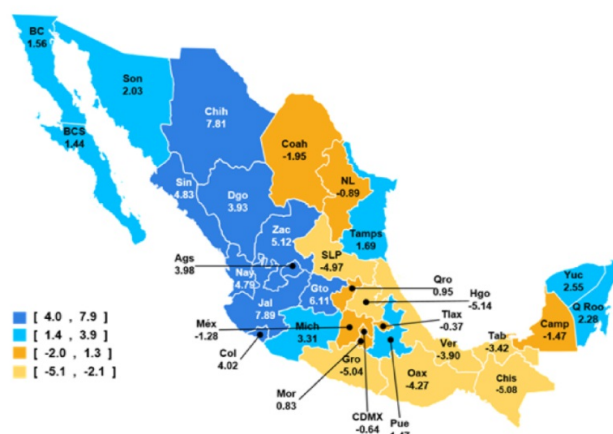 BC
1.56
Son
2.03
Chih
7.81
BCS
1.44
Coah
-1.95
NL
-0.89
Sin
4.83
Dgo
3.93
Tamps
1.69
Zac
5.12
SLP
-4.97
Ags
3.98
Nay
4.79
Gto
6.11
Qro
0.95
Hgo
-5.14
Yuc
2.55
Q Roo
2.28
Jal
7.89
Tlax
-0.37
Camp
-1.47
Méx
-1.28
Mich
3.31
Ver
-3.90
Tab
-3.42
Col
4.02
Gro
-5.04
Oax
-4.27
Chis
-5.08
Mor
0.83
CDMX
-0.64
Pue
[ 4.0 , 7.9 ]
[ 1.4 , 3.9 ]
[ -2.0 , 1.3 ]
[ -5.1 , -2.1 ]